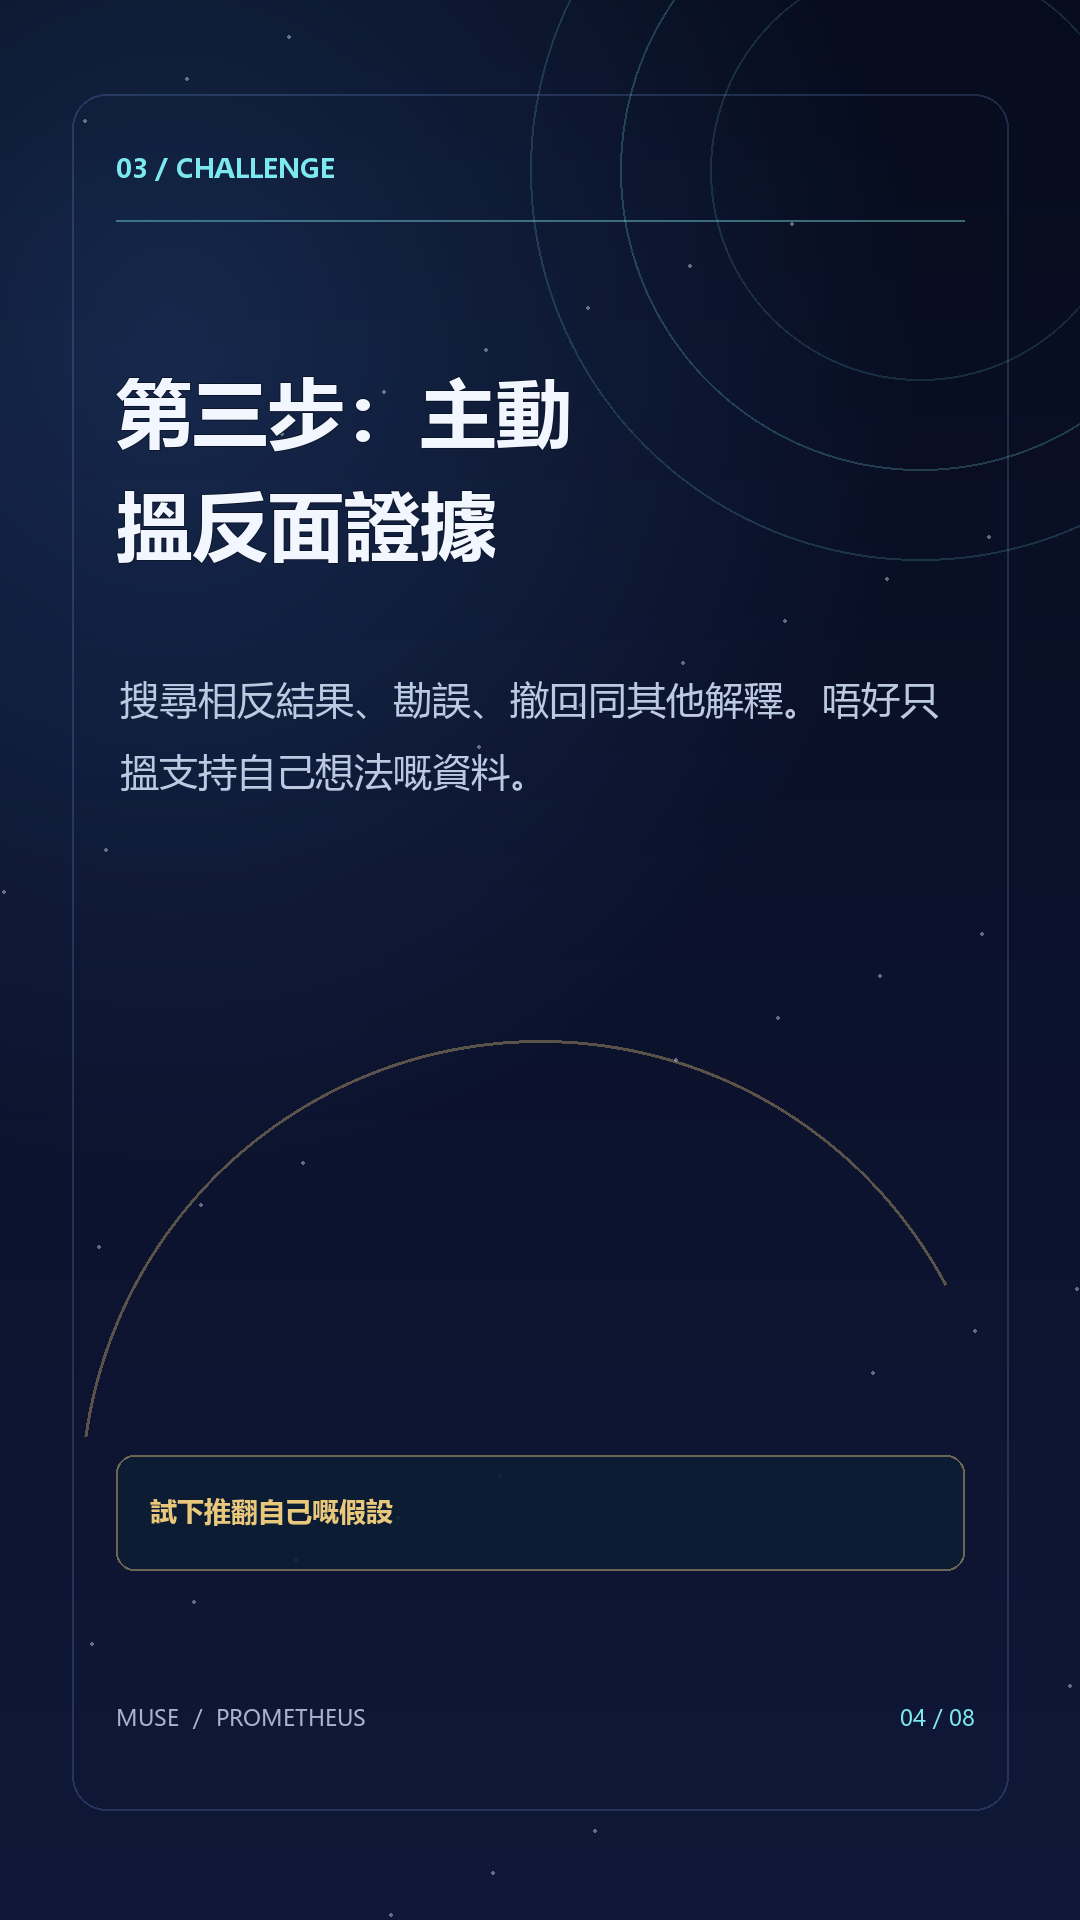 03 / CHALLENGE
第三步：主動
搵反面證據
搜尋相反結果、勘誤、撤回同其他解釋。唔好只
搵支持自己想法嘅資料。
試下推翻自己嘅假設
MUSE / PROMETHEUS
04 / 08